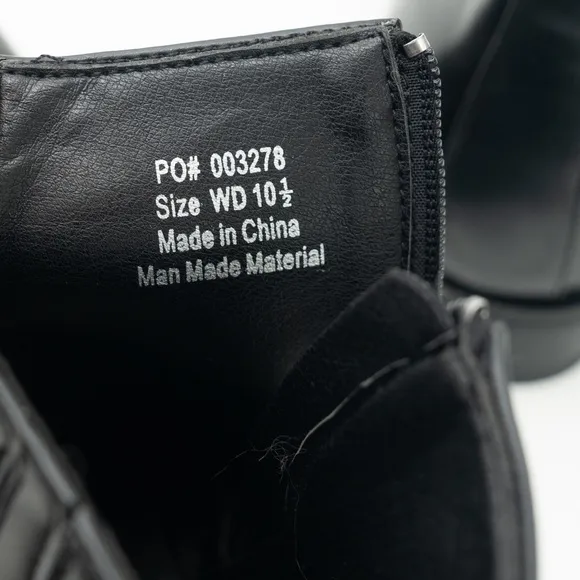 PO# 003278
Size WD 10½
Made in China
Man Made Material